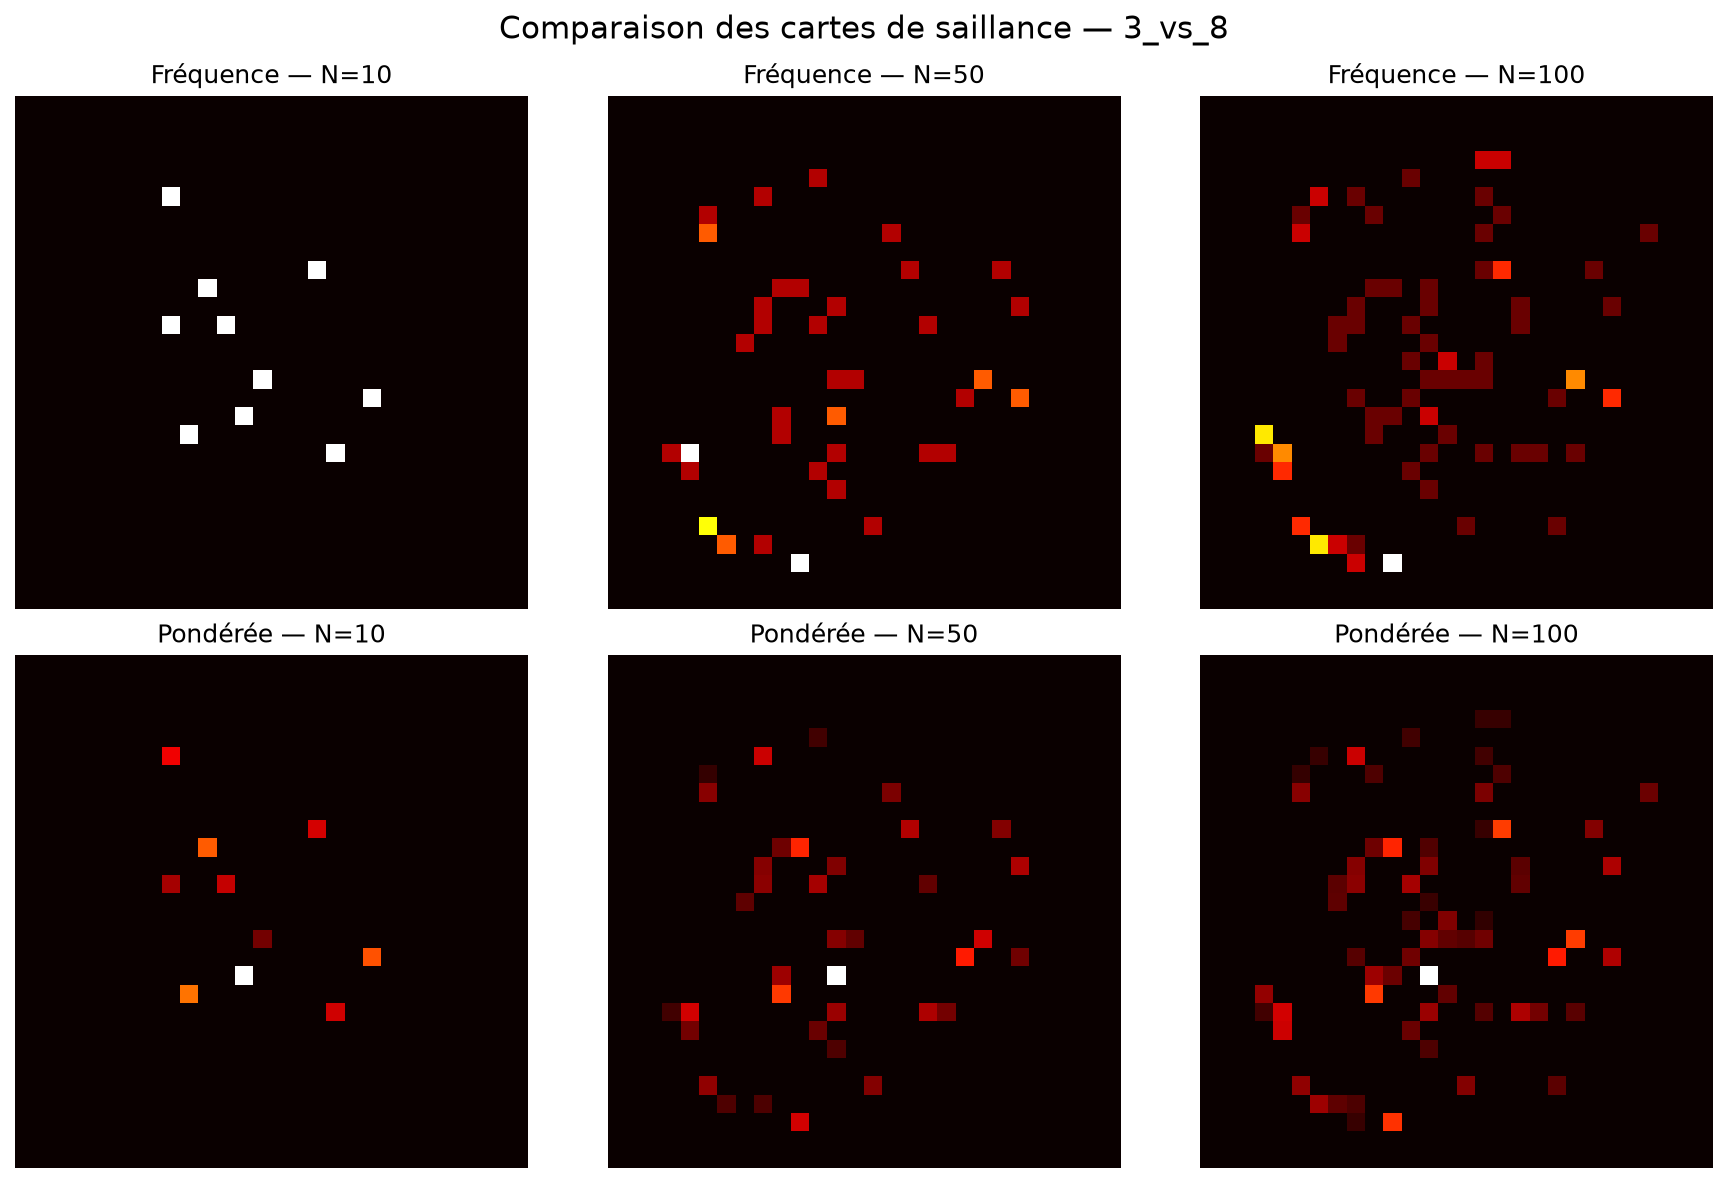 Comparaison des cartes de saillance — 3_vs_8
Fréquence — N=10
Fréquence — N=50
Fréquence — N=100
Pondérée — N=10
Pondérée — N=50
Pondérée — N=100